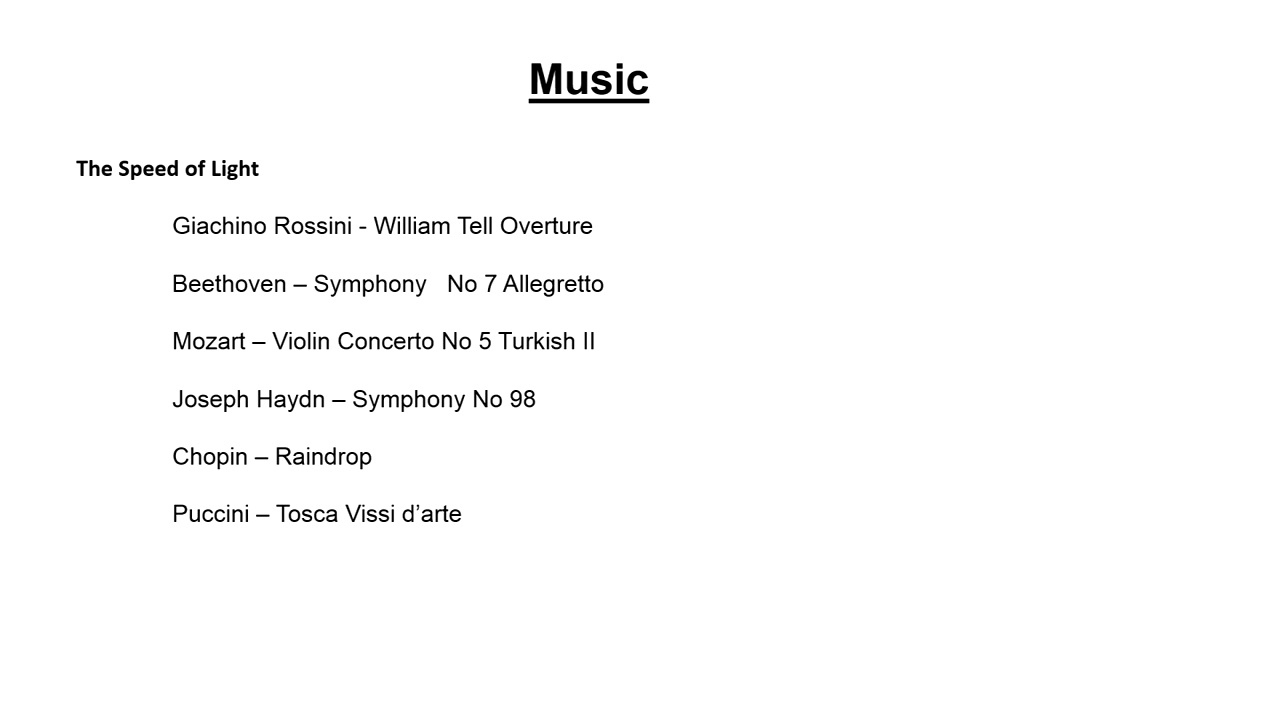 Music
The Speed of Light
Giachino Rossini - William Tell Overture
Beethoven – Symphony   No 7 Allegretto
Mozart – Violin Concerto No 5 Turkish II
Joseph Haydn – Symphony No 98
Chopin – Raindrop
Puccini – Tosca Vissi d’arte